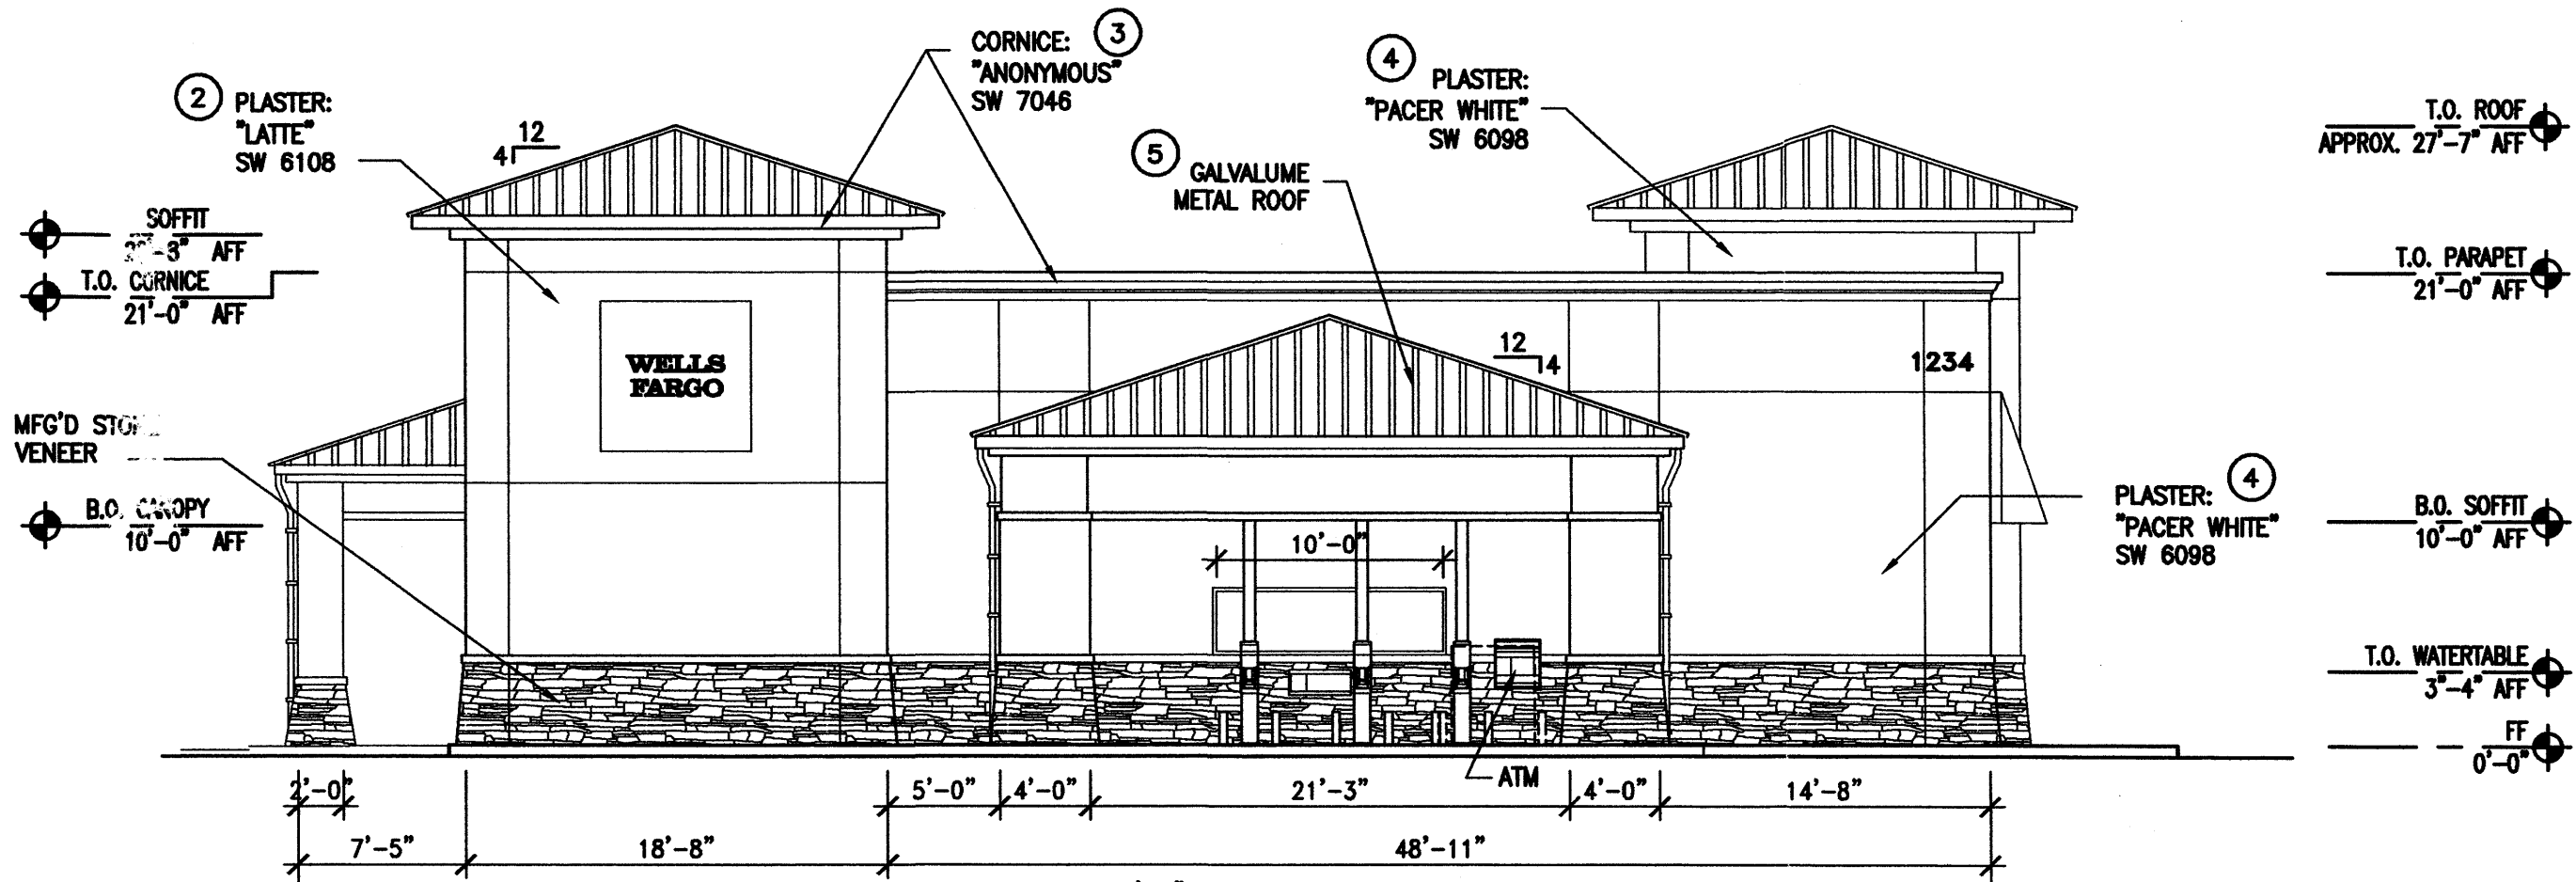 CORNICE: 3
"ANONYMOUS"
SW 7046
2 PLASTER:
"LATTE"
SW 6108
4 PLASTER:
"PACER WHITE"
SW 6098
5 GALVALUME
METAL ROOF
12
4
T.O. ROOF
APPROX. 27'-7" AFF
SOFFIT
-3" AFF
T.O. CORNICE
21'-0" AFF
T.O. PARAPET
21'-0" AFF
WELLS
FARGO
12
4
1234
MFG'D
VENEER
B.O. CANOPY
10'-0" AFF
PLASTER: 4
"PACER WHITE"
SW 6098
B.O. SOFFIT
10'-0" AFF
10'-0"
T.O. WATERTABLE
3"-4" AFF
FF
0'-0"
ATM
2'-0"
5'-0" 4'-0" 21'-3" 4'-0" 14'-8"
7'-5" 18'-8" 48'-11"